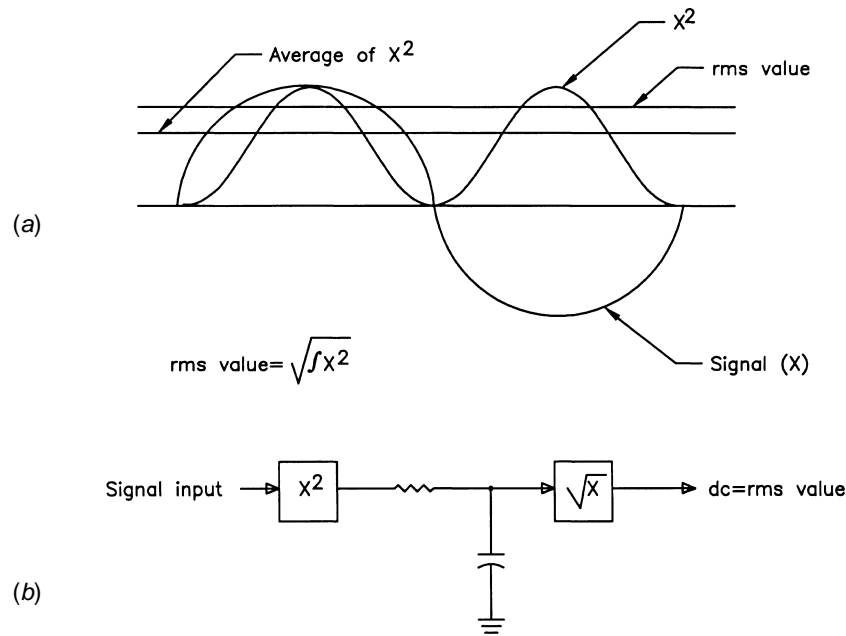 X²
Average of X²
rms value
(a)
rms value=√∫X²
Signal (X)
Signal input
X²
√X
dc=rms value
(b)